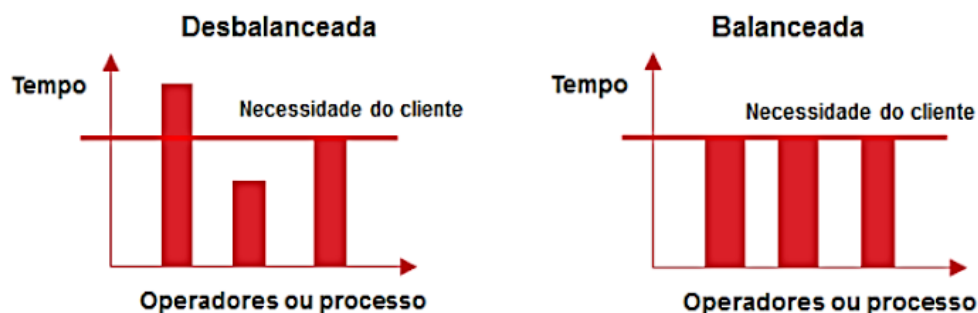 Desbalanceada
Tempo
Necessidade do cliente
Operadores ou processo
Balanceada
Tempo
Necessidade do cliente
Operadores ou processo